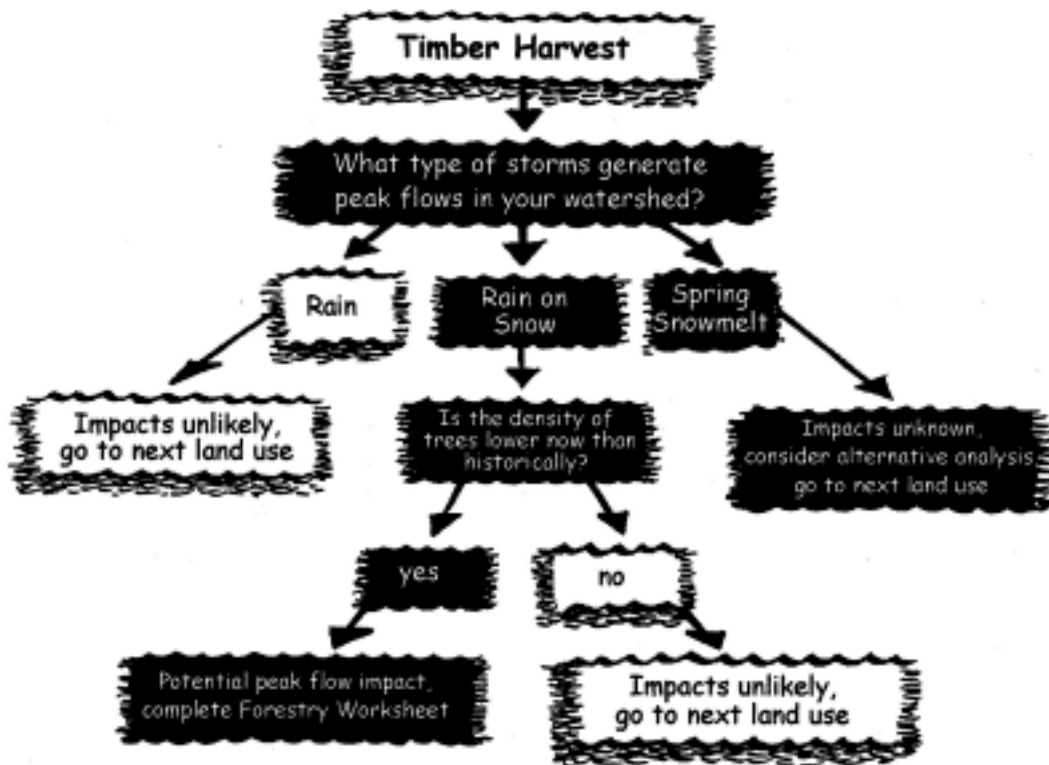 Timber Harvest
What type of storms generate
peak flows in your watershed?
Rain
Rain on
Snow
Spring
Snowmelt
Impacts unlikely,
go to next land use
Is the density of
trees lower now than
historically?
Impacts unknown,
consider alternative analysis
go to next land use
yes
no
Potential peak flow impact,
complete Forestry Worksheet
Impacts unlikely,
go to next land use